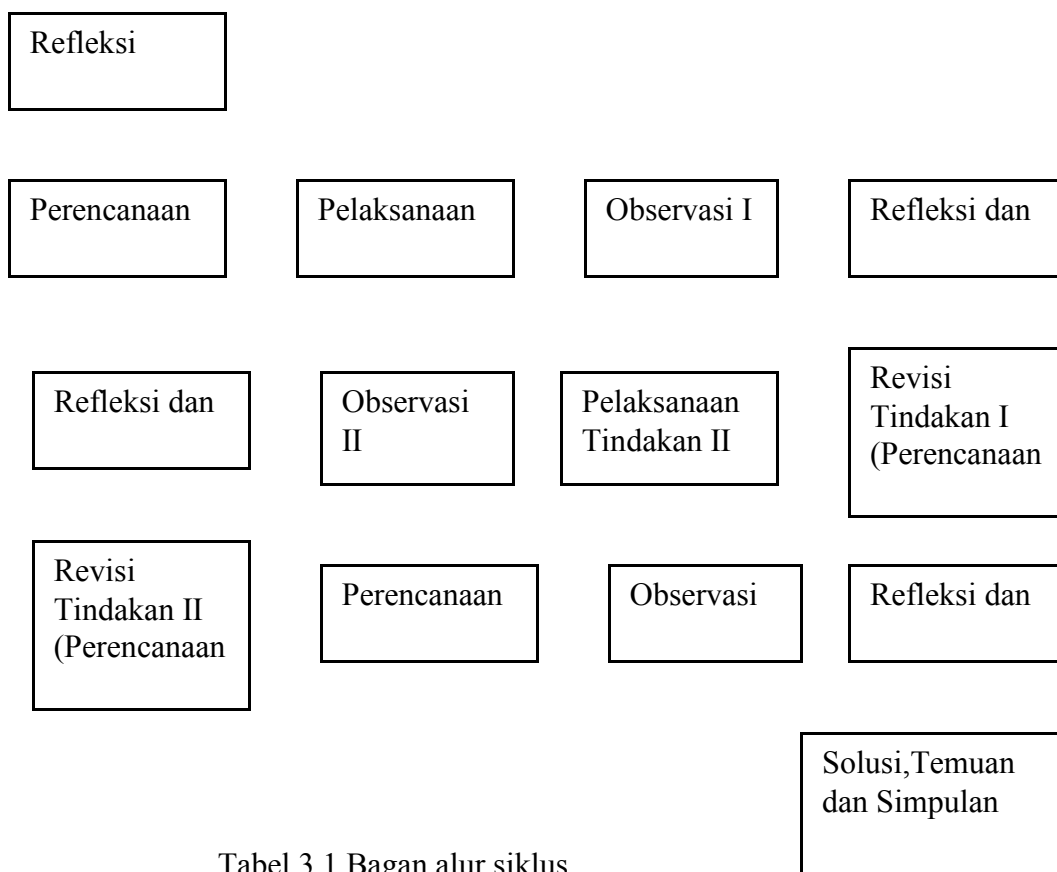 Refleksi
Perencanaan
Pelaksanaan
Observasi I
Refleksi dan
Refleksi dan
Observasi
II
Pelaksanaan
Tindakan II
Revisi
Tindakan I
(Perencanaan
Revisi
Tindakan II
(Perencanaan
Perencanaan
Observasi
Refleksi dan
Solusi,Temuan
dan Simpulan
Tabel 3.1 Bagan alur siklus